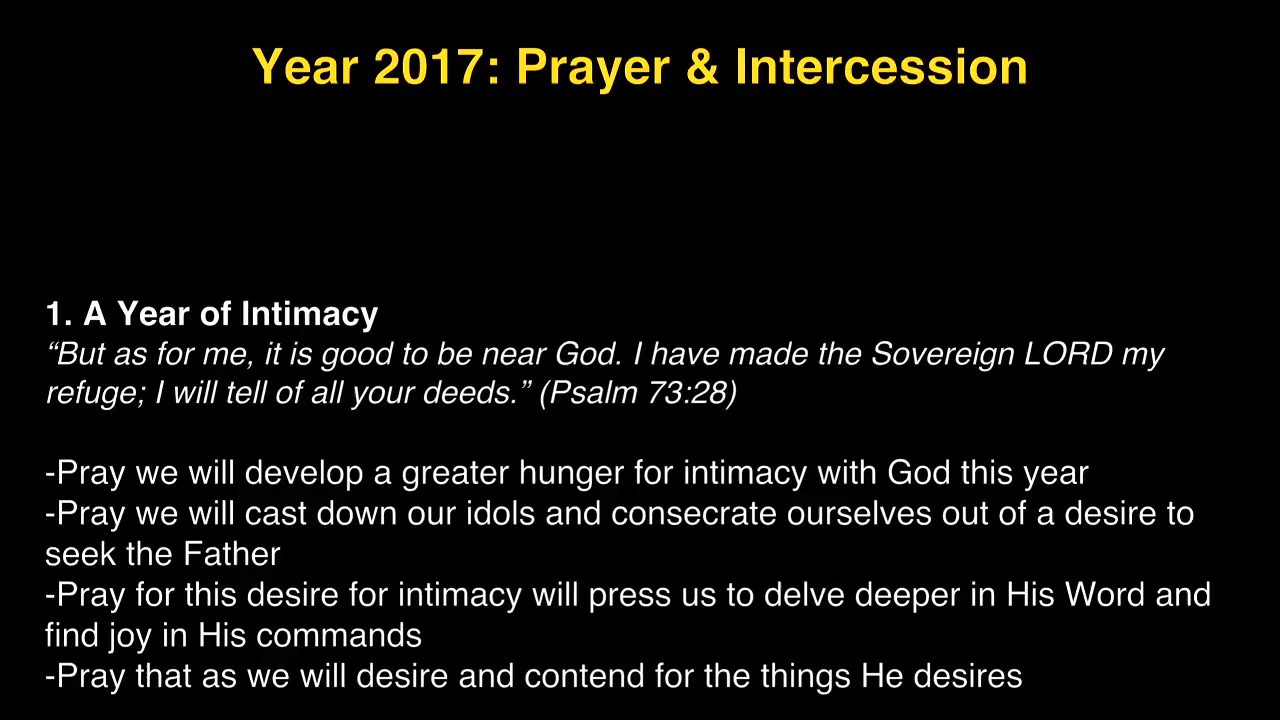 Year 2017: Prayer & Intercession
1. A Year of Intimacy
“But as for me, it is good to be near God. I have made the Sovereign LORD my
refuge; I will tell of all your deeds.” (Psalm 73:28)
-Pray we will develop a greater hunger for intimacy with God this year
-Pray we will cast down our idols and consecrate ourselves out of a desire to
seek the Father
-Pray for this desire for intimacy will press us to delve deeper in His Word and
find joy in His commands
-Pray that as we will desire and contend for the things He desires